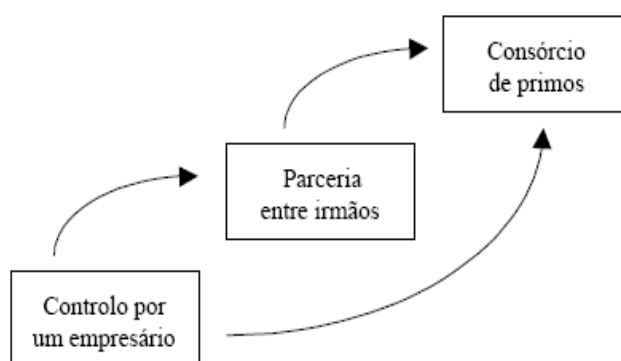 Consórcio
de primos
Parceria
entre irmãos
Controlo por
um empresário